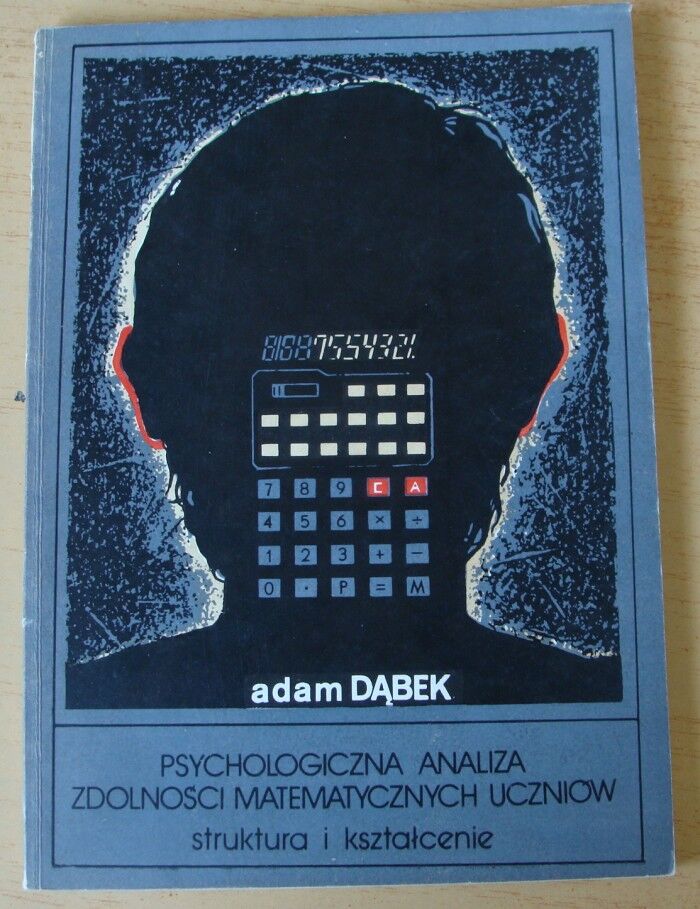 81887554321.
7 8 9 C A
4 5 6 × ÷
1 2 3 + −
0 · P = M
adam DĄBEK
PSYCHOLOGICZNA ANALIZA
ZDOLNOŚCI MATEMATYCZNYCH UCZNIÓW
struktura i kształcenie